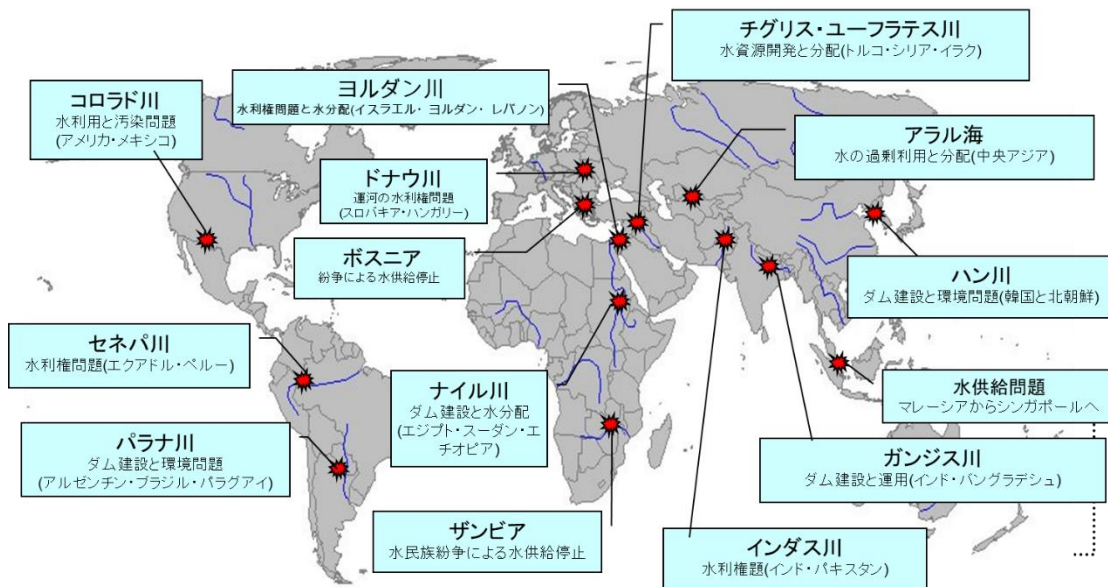 チグリス・ユーフラテス川
水資源開発と分配(トルコ・シリア・イラク)
ヨルダン川
水利権問題と水分配(イスラエル・ヨルダン・レバノン)
コロラド川
水利用と汚染問題
(アメリカ・メキシコ)
アラル海
水の過剰利用と分配(中央アジア)
ドナウ川
運河の水利権問題
(スロバキア・ハンガリー)
ボスニア
紛争による水供給停止
ハン川
ダム建設と環境問題(韓国と北朝鮮)
セネパ川
水利権問題(エクアドル・ペルー)
ナイル川
ダム建設と水分配
(エジプト・スーダン・エ
チオピア)
水供給問題
マレーシアからシンガポールへ
パラナ川
ダム建設と環境問題
(アルゼンチン・ブラジル・パラグアイ)
ガンジス川
ダム建設と運用(インド・バングラデシュ)
ザンビア
水民族紛争による水供給停止
インダス川
水利権題(インド・パキスタン)